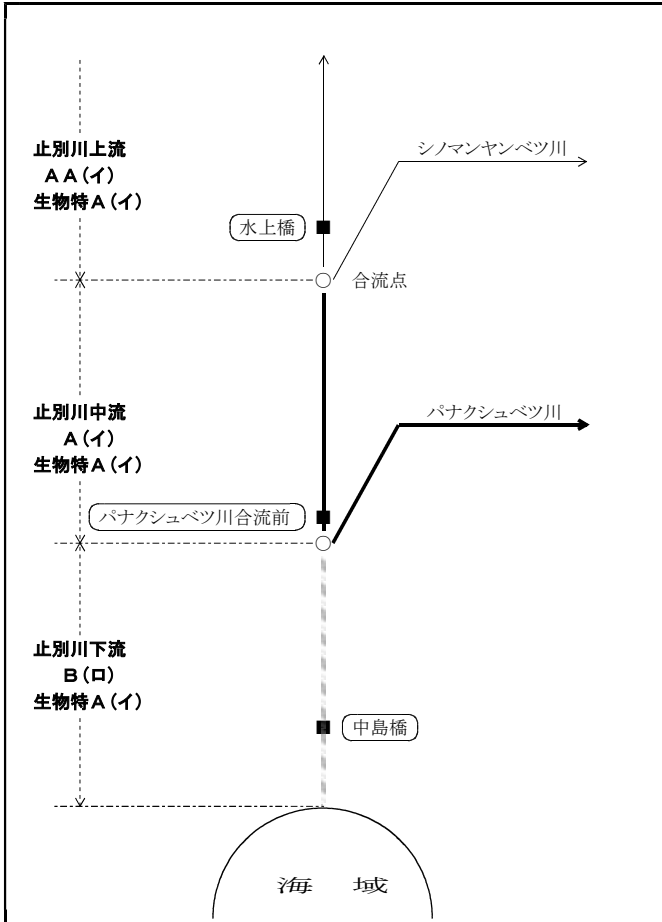 止別川上流
AA(イ)
生物特A(イ)
シノマンヤンベツ川
水上橋
合流点
止別川中流
A(イ)
生物特A(イ)
パナクシュベツ川
パナクシュベツ川合流前
止別川下流
B(ロ)
生物特A(イ)
中島橋
海 域